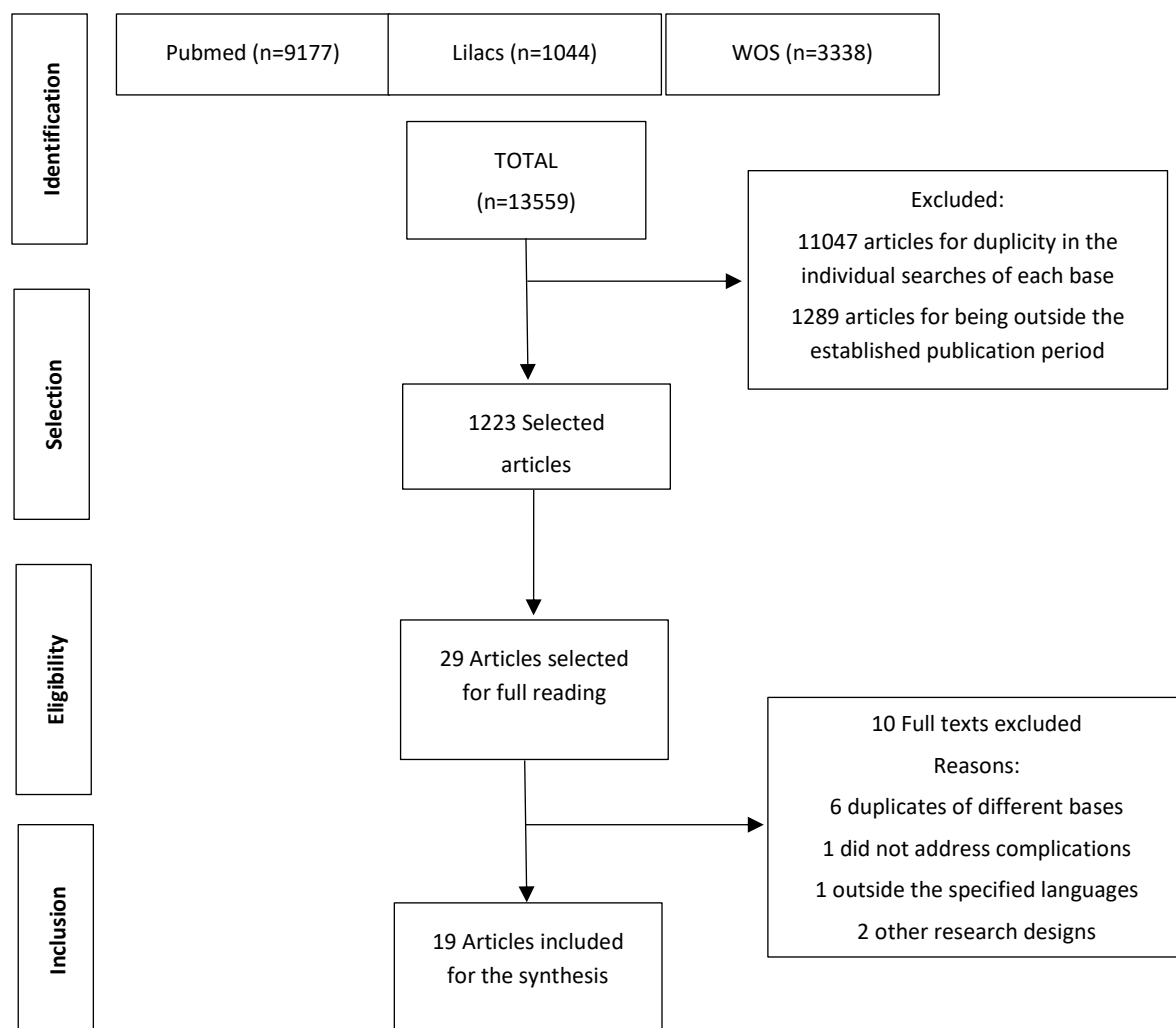 Identification
Pubmed (n=9177)
Lilacs (n=1044)
WOS (n=3338)
TOTAL
(n=13559)
Excluded:
11047 articles for duplicity in the
individual searches of each base
1289 articles for being outside the
established publication period
Selection
1223 Selected
articles
Eligibility
29 Articles selected
for full reading
10 Full texts excluded
Reasons:
6 duplicates of different bases
1 did not address complications
1 outside the specified languages
2 other research designs
Inclusion
19 Articles included
for the synthesis